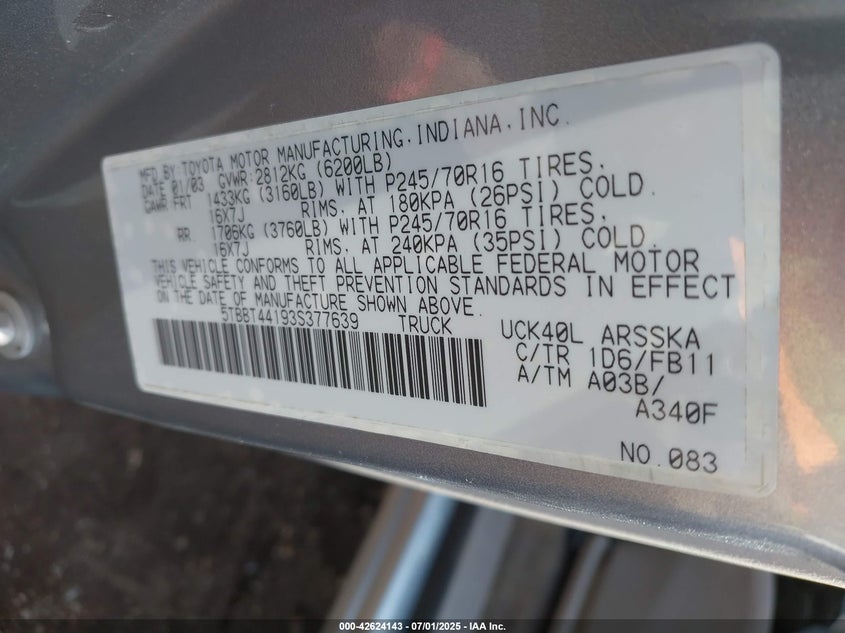 MFD BY TOYOTA MOTOR MANUFACTURING, INDIANA, INC.
DATE 01/03 GVWR:2812KG (6200LB)
GAWR FRT 1433KG (3160LB) WITH P245/70R16 TIRES,
16X7J RIMS, AT 180KPA (26PSI) COLD.
RR. 1706KG (3760LB) WITH P245/70R16 TIRES,
16X7J RIMS, AT 240KPA (35PSI) COLD.
THIS VEHICLE CONFORMS TO ALL APPLICABLE FEDERAL MOTOR
VEHICLE SAFETY AND THEFT PREVENTION STANDARDS IN EFFECT
ON THE DATE OF MANUFACTURE SHOWN ABOVE.
5TBBT44193S377639 TRUCK
UCK40L ARSSKA
C/TR 1D6/FB11
A/TM A03B/
A340F
NO.083
000-42624143 - 07/01/2025 - IAA Inc.